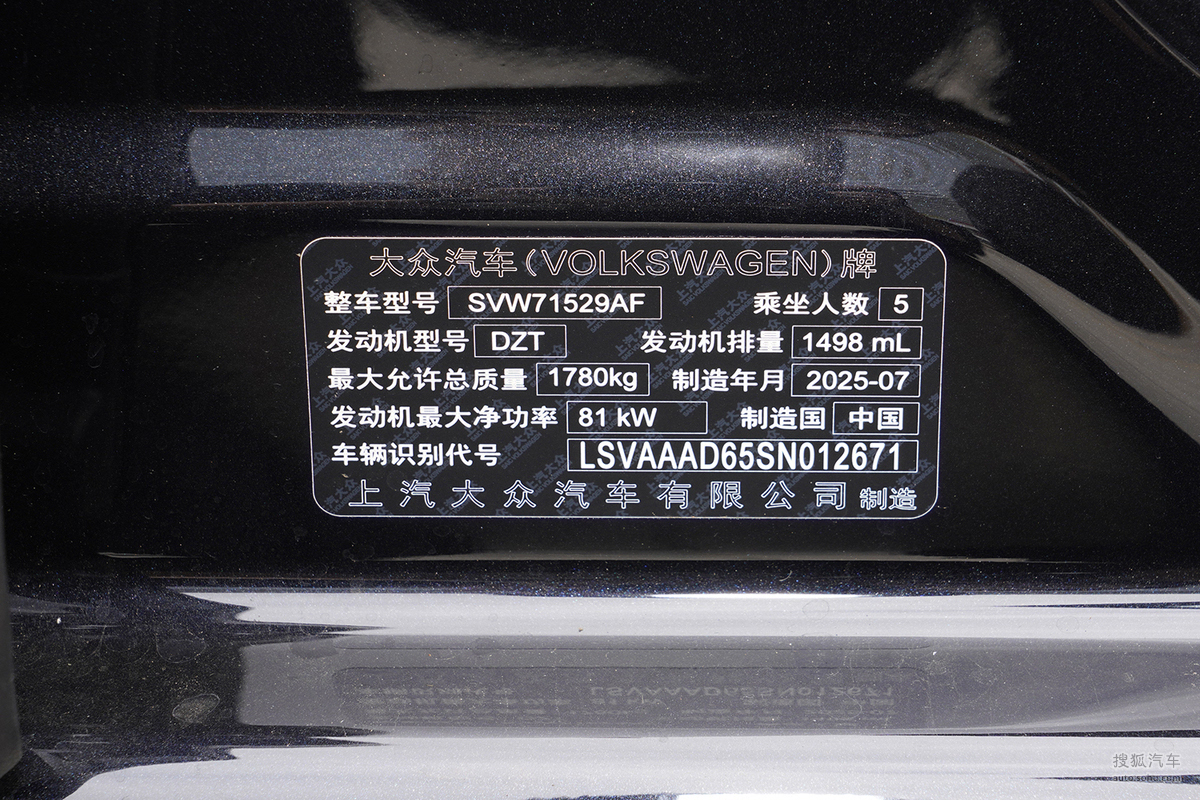 大众汽车(VOLKSWAGEN)牌
整车型号 SVW71529AF 乘坐人数 5
发动机型号 DZT 发动机排量 1498 mL
最大允许总质量 1780kg 制造年月 2025-07
发动机最大净功率 81 kW 制造国 中国
车辆识别代号 LSVAAAD65SN012671
上汽大众汽车有限公司 制造
搜狐汽车
auto.sohu.com